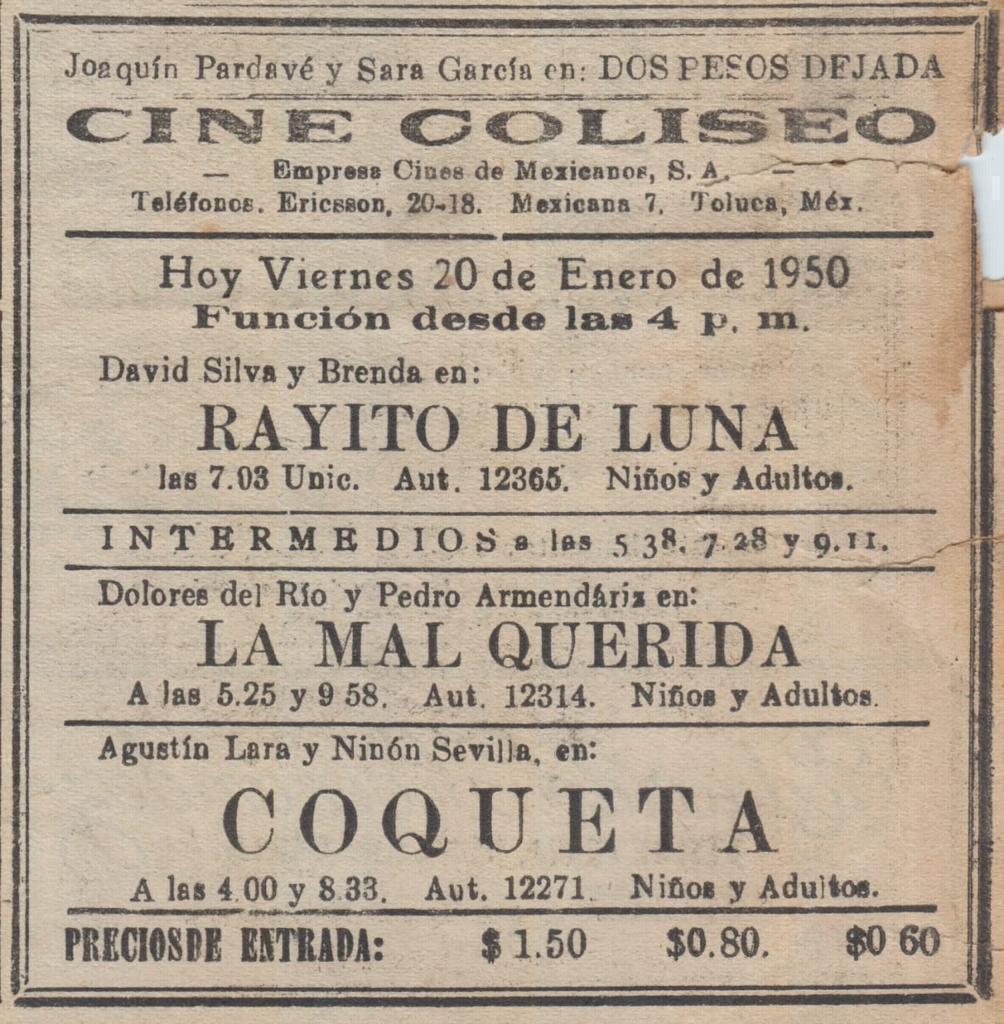 Joaquín Pardavé y Sara García en: DOS PESOS DEJADA
CINE COLISEO
— Empresa Cines de Mexicanos, S. A. —
Teléfonos. Ericsson, 20-18. Mexicana 7. Toluca, Méx.
Hoy Viernes 20 de Enero de 1950
Función desde las 4 p. m.
David Silva y Brenda en:
RAYITO DE LUNA
las 7.03 Unic. Aut. 12365. Niños y Adultos.
INTERMEDIOS a las 5 38, 7.28 y 9.11.
Dolores del Río y Pedro Armendáriz en:
LA MAL QUERIDA
A las 5.25 y 9 58. Aut. 12314. Niños y Adultos.
Agustín Lara y Ninón Sevilla, en:
COQUETA
A las 4.00 y 8.33. Aut. 12271. Niños y Adultos.
PRECIOS DE ENTRADA: $ 1.50 $0.80. $0 60